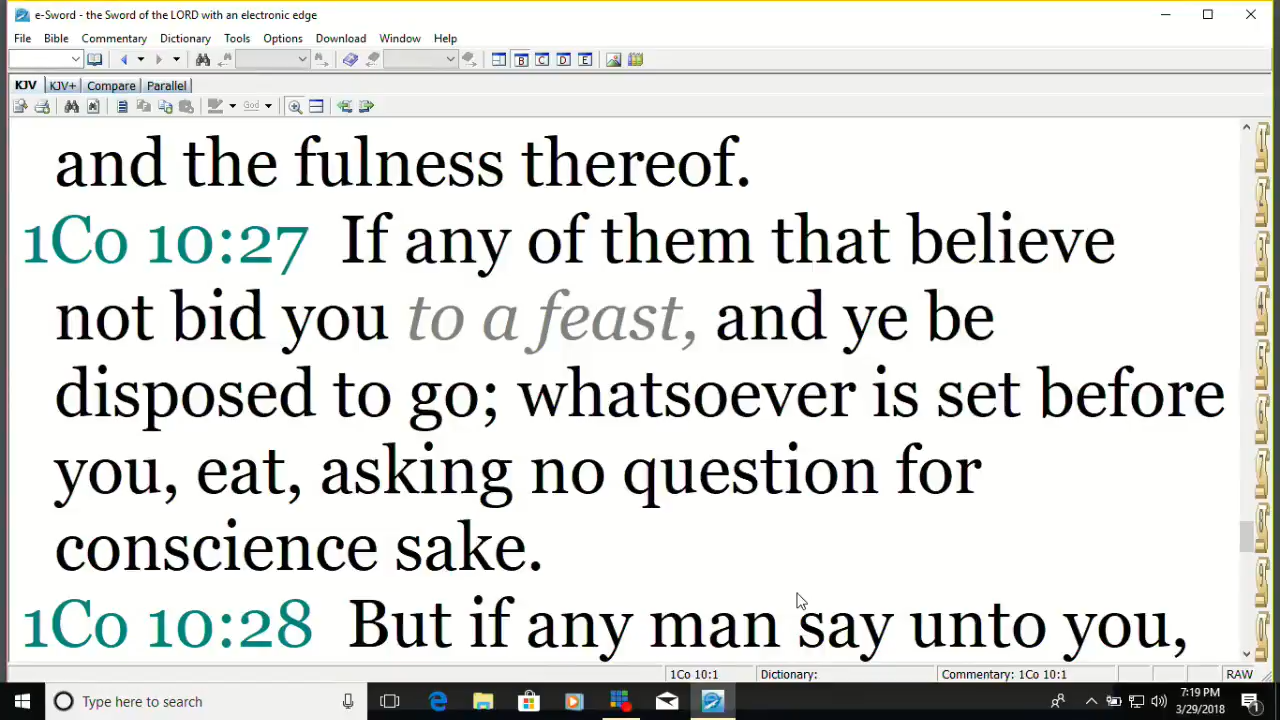 e-Sword - the Sword of the LORD with an electronic edge
File Bible Commentary Dictionary Tools Options Download Window Help
B C D E
KJV KJV+ Compare Parallel
God
and the fulness thereof.
1Co 10:27 If any of them that believe
not bid you to a feast, and ye be
disposed to go; whatsoever is set before
you, eat, asking no question for
conscience sake.
1Co 10:28 But if any man say unto you,
1Co 10:1 Dictionary: Commentary: 1Co 10:1 RAW
Type here to search
7:19 PM
3/29/2018